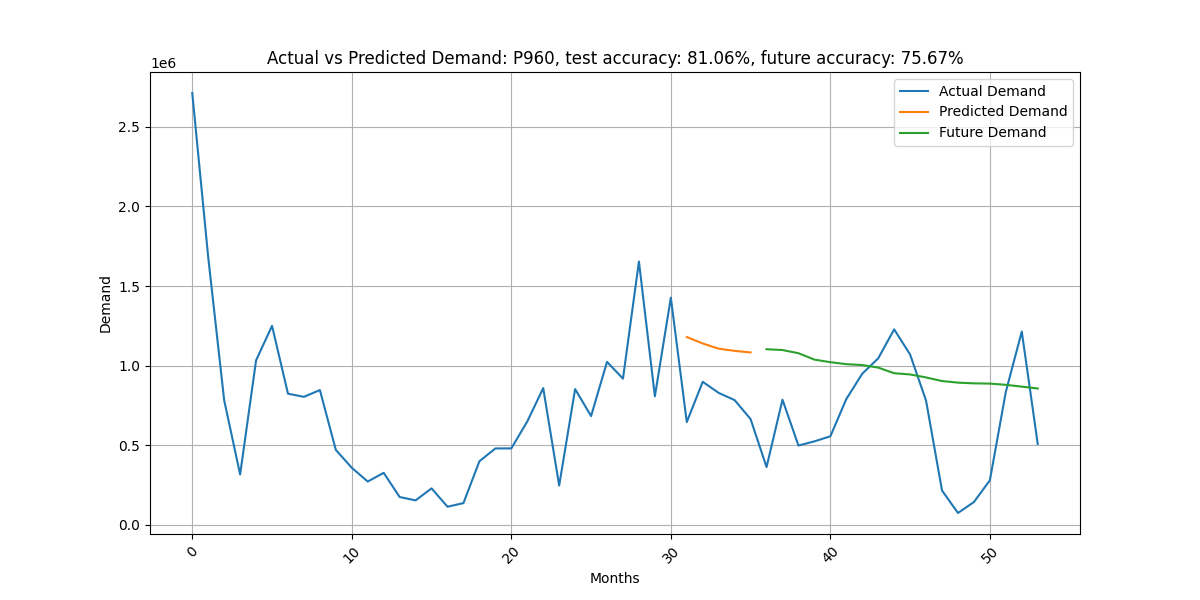 Actual vs Predicted Demand: P960, test accuracy: 81.06%, future accuracy: 75.67%
1e6
Actual Demand
Predicted Demand
Future Demand
2.5
2.0
1.5
1.0
0.5
0.0
Demand
0 10 20 30 40 50
Months